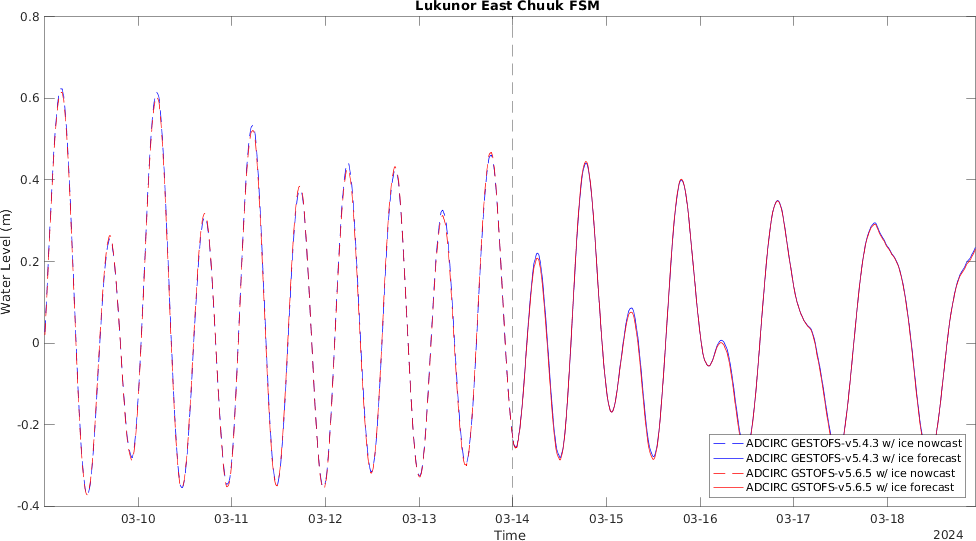 Lukunor East Chuuk FSM
0.8
0.6
0.4
0.2
0
-0.2
-0.4
Water Level (m)
ADCIRC GESTOFS-v5.4.3 w/ ice nowcast
ADCIRC GESTOFS-v5.4.3 w/ ice forecast
ADCIRC GSTOFS-v5.6.5 w/ ice nowcast
ADCIRC GSTOFS-v5.6.5 w/ ice forecast
03-10 03-11 03-12 03-13 03-14 03-15 03-16 03-17 03-18
Time
2024